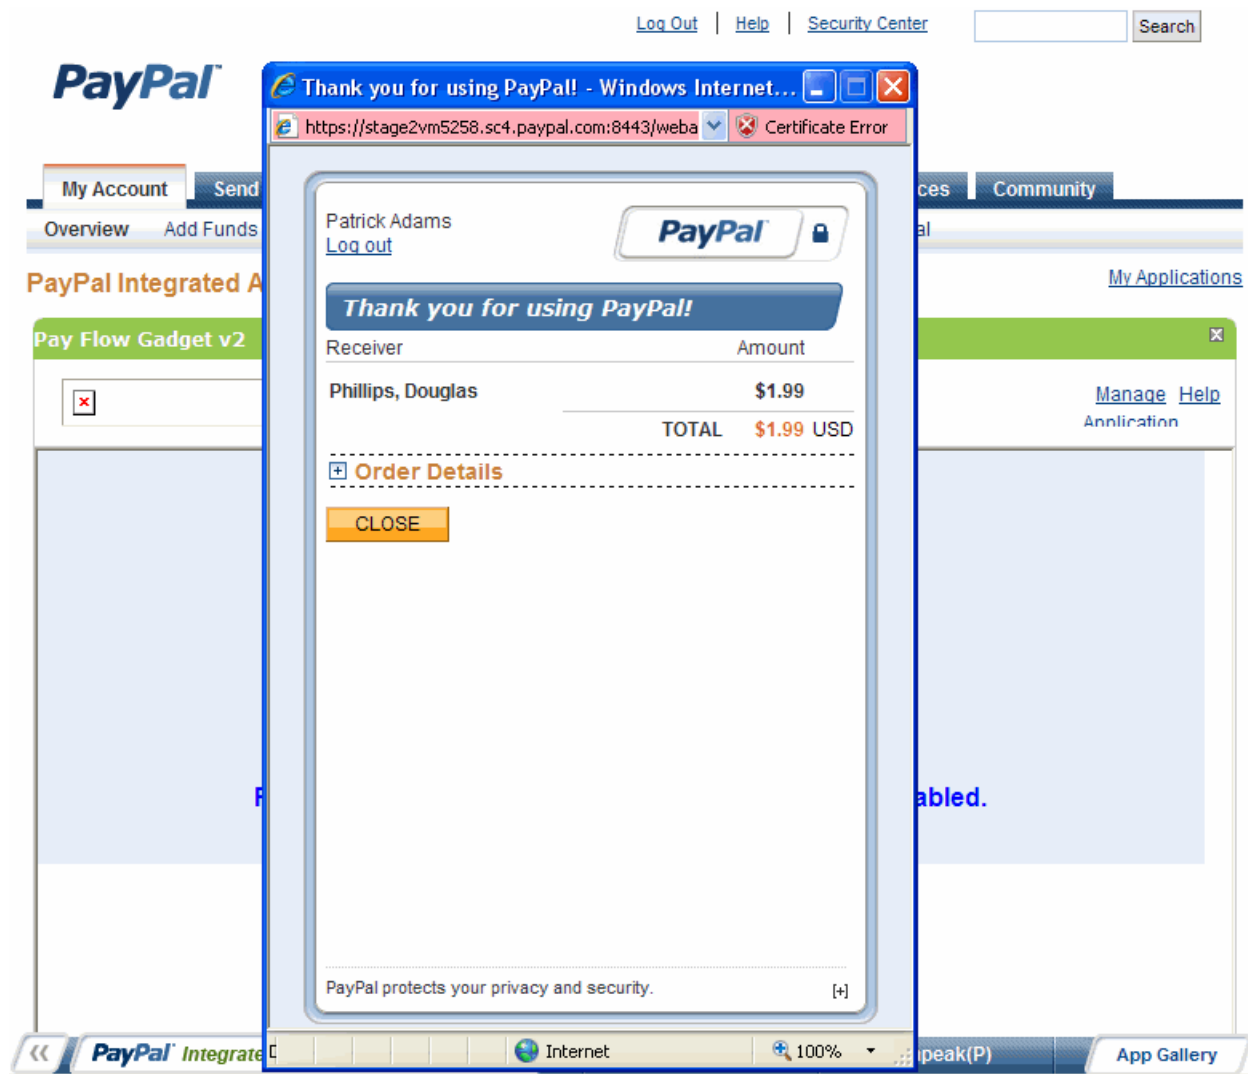 Log Out | Help | Security Center
Search
PayPal
Thank you for using PayPal! - Windows Internet...
https://stage2vm5258.sc4.paypal.com:8443/weba
Certificate Error
My Account Send
Community
Overview Add Funds
Patrick Adams
Log out
PayPal
PayPal Integrated A
My Applications
Thank you for using PayPal!
Pay Flow Gadget v2
Receiver Amount
Phillips, Douglas $1.99
Manage Help
Application
TOTAL $1.99 USD
Order Details
CLOSE
abled.
PayPal protects your privacy and security. [+]
PayPal Integrate
Internet
100%
peak(P)
App Gallery